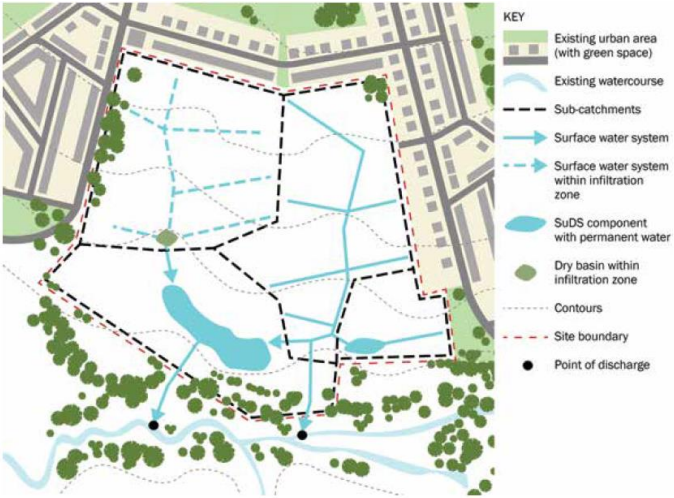 KEY
Existing urban area
(with green space)
Existing watercourse
Sub-catchments
Surface water system
Surface water system
within infiltration
zone
SuDS component
with permanent water
Dry basin within
infiltration zone
Contours
Site boundary
Point of discharge